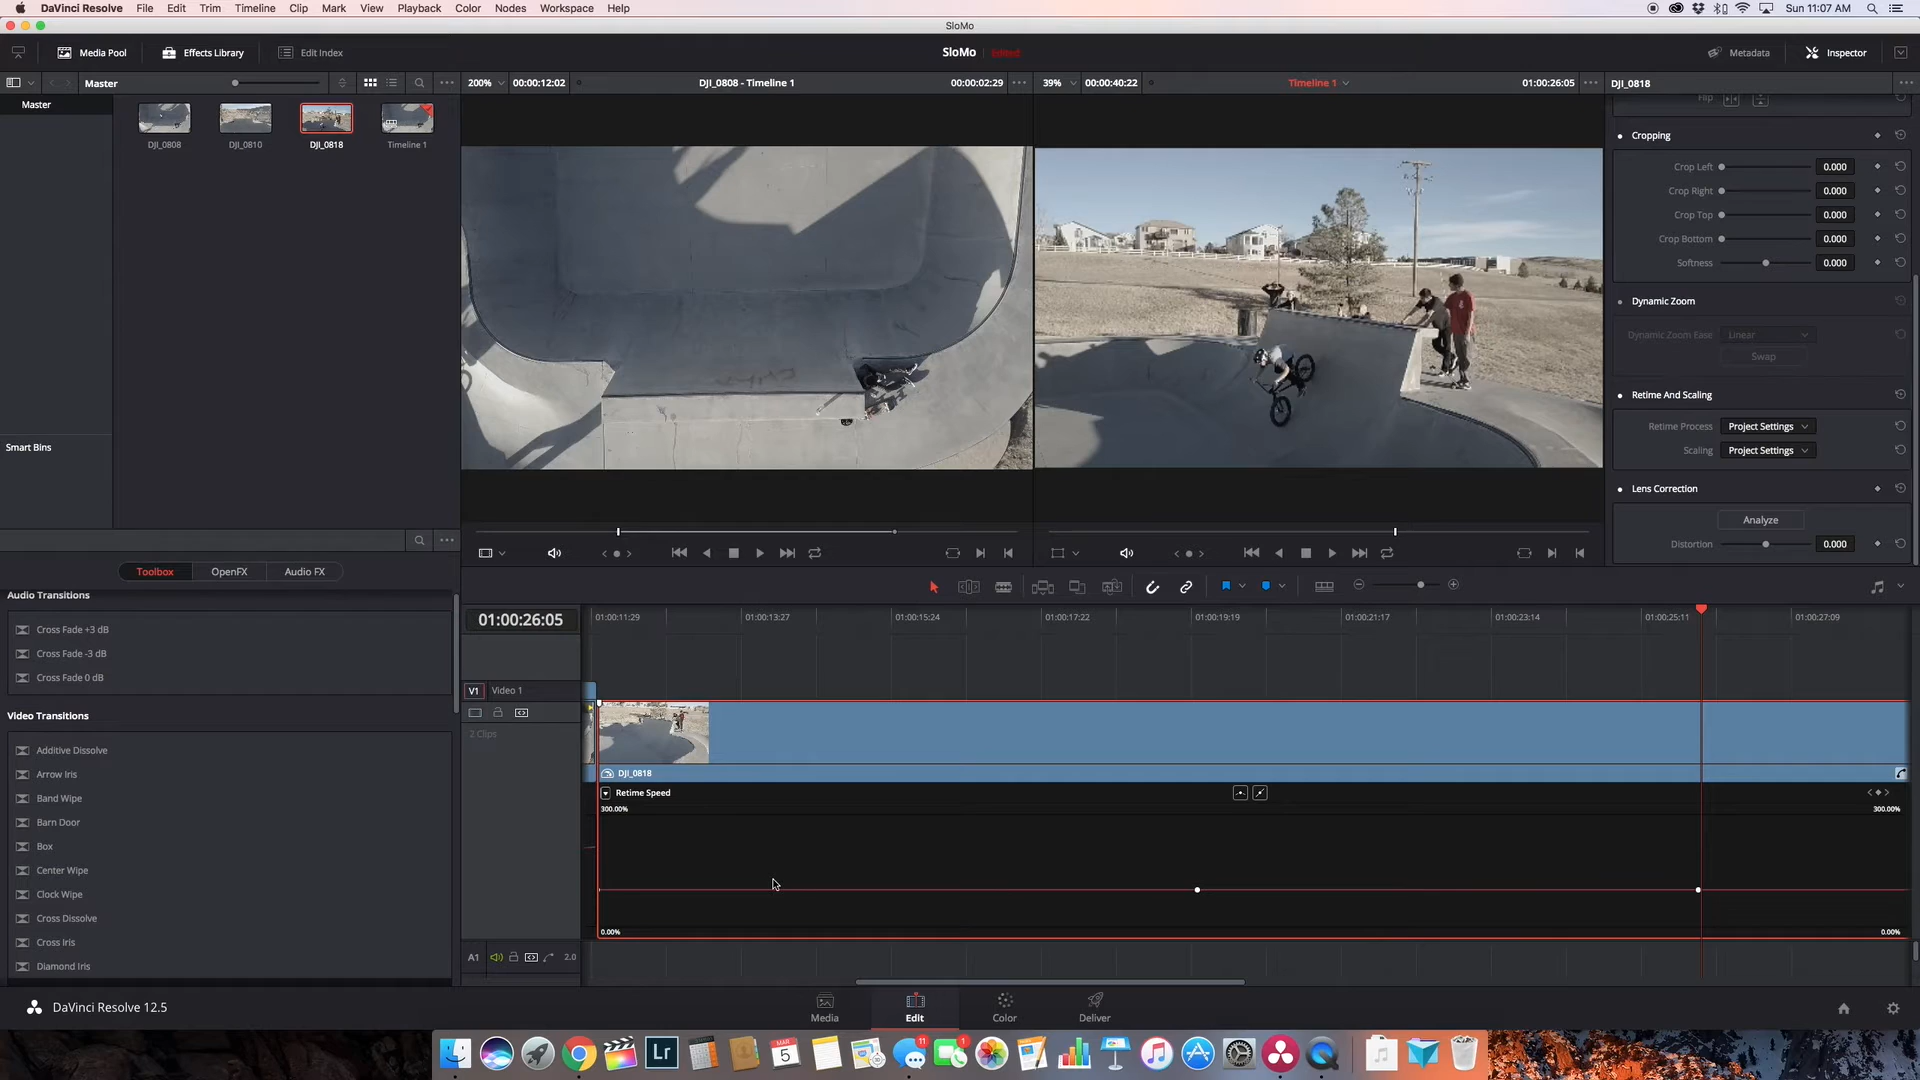 DaVinci Resolve File Edit Trim Timeline Clip Mark View Playback Color Nodes Workspace Help Sun 11:07 AM
SloMo
Media Pool Effects Library Edit Index SloMo Edited Metadata Inspector
Master 200% 00:00:12:02 DJI_0808 - Timeline 1 00:00:02:29 39% 00:00:40:22 Timeline 1 01:00:26:05 DJI_0818
Master
DJI_0808 DJI_0810 DJI_0818 Timeline 1
Smart Bins
Flip
Cropping
Crop Left 0.000
Crop Right 0.000
Crop Top 0.000
Crop Bottom 0.000
Softness 0.000
Dynamic Zoom
Dynamic Zoom Ease Linear
Swap
Retime And Scaling
Retime Process Project Settings
Scaling Project Settings
Lens Correction
Analyze
Distortion 0.000
Toolbox OpenFX Audio FX
Audio Transitions
Cross Fade +3 dB
Cross Fade -3 dB
Cross Fade 0 dB
Video Transitions
Additive Dissolve
Arrow Iris
Band Wipe
Barn Door
Box
Center Wipe
Clock Wipe
Cross Dissolve
Cross Iris
Diamond Iris
01:00:26:05 01:00:11:29 01:00:13:27 01:00:15:24 01:00:17:22 01:00:19:19 01:00:21:17 01:00:23:14 01:00:25:11 01:00:27:09
V1 Video 1
2 Clips
DJI_0818
Retime Speed
300.00% 300.00%
0.00% 0.00%
A1 2.0
DaVinci Resolve 12.5 Media Edit Color Deliver
Lr
MAR
5
11
1